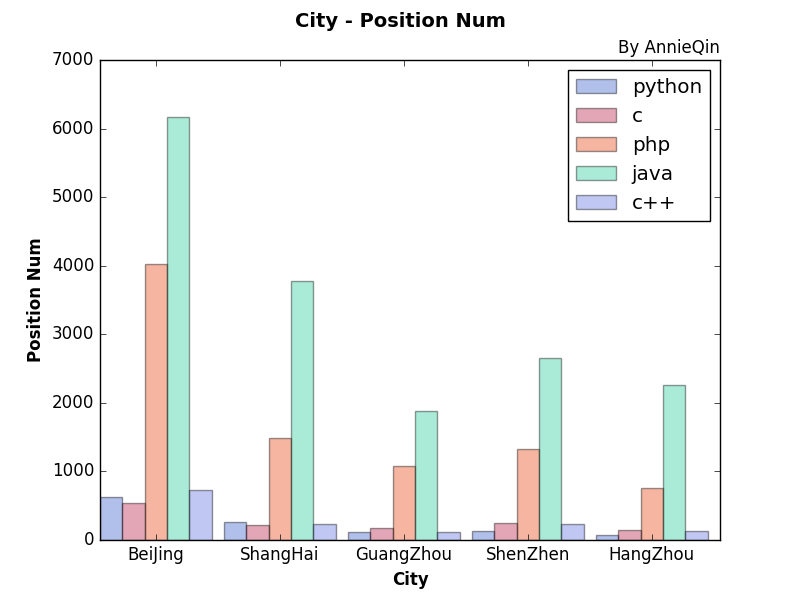 City - Position Num
By AnnieQin
7000
6000
5000
4000
3000
2000
1000
0
Position Num
python
c
php
java
c++
BeiJing ShangHai GuangZhou ShenZhen HangZhou
City